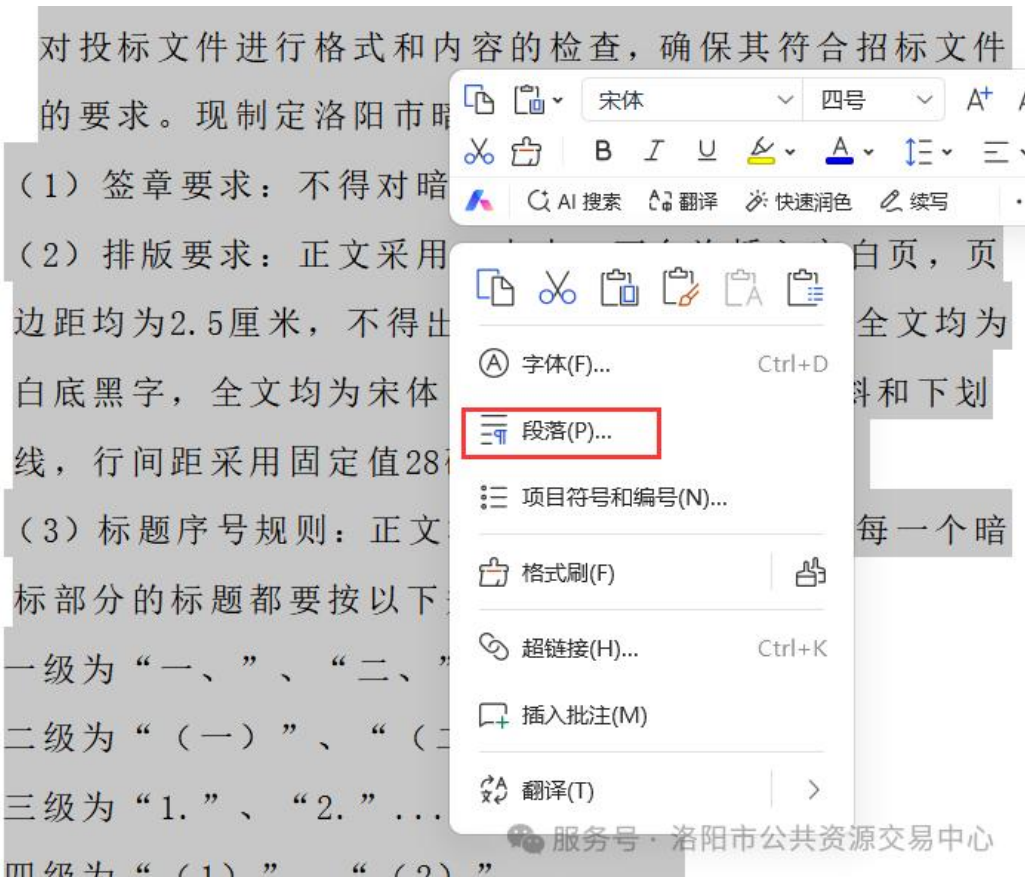 对投标文件进行格式和内容的检查，确保其符合招标文件
的要求。现制定洛阳市暗
宋体 四号 A+
B I U A
（1）签章要求：不得对暗
AI 搜索 翻译 快速润色 续写
（2）排版要求：正文采用
白页，页
边距均为2.5厘米，不得出
全文均为
字体(F)... Ctrl+D
白底黑字，全文均为宋体
和下划
段落(P)...
线，行间距采用固定值28
项目符号和编号(N)...
（3）标题序号规则：正文
每一个暗
格式刷(F)
标部分的标题都要按以下
超链接(H)... Ctrl+K
一级为“一、”、“二、”
插入批注(M)
二级为“（一）”、“（
翻译(T)
三级为“1.”、“2.”...
服务号 · 洛阳市公共资源交易中心
四级为“（1）”、“（2）”